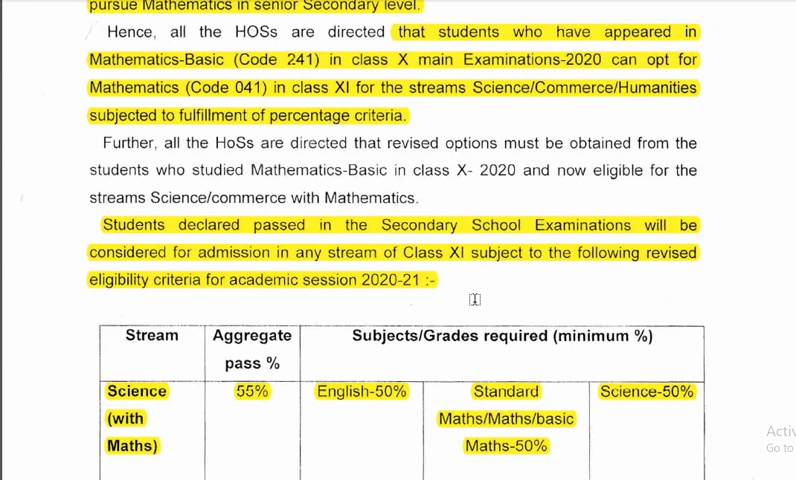 pursue Mathematics in senior Secondary level.
Hence, all the HOSs are directed that students who have appeared in
Mathematics-Basic (Code 241) in class X main Examinations-2020 can opt for
Mathematics (Code 041) in class XI for the streams Science/Commerce/Humanities
subjected to fulfillment of percentage criteria.
Further, all the HoSs are directed that revised options must be obtained from the
students who studied Mathematics-Basic in class X- 2020 and now eligible for the
streams Science/commerce with Mathematics.
Students declared passed in the Secondary School Examinations will be
considered for admission in any stream of Class XI subject to the following revised
eligibility criteria for academic session 2020-21 :-
Stream Aggregate Subjects/Grades required (minimum %)
pass %
Science 55% English-50% Standard Science-50%
(with Maths/Maths/basic
Maths) Maths-50%
Activ
Go to